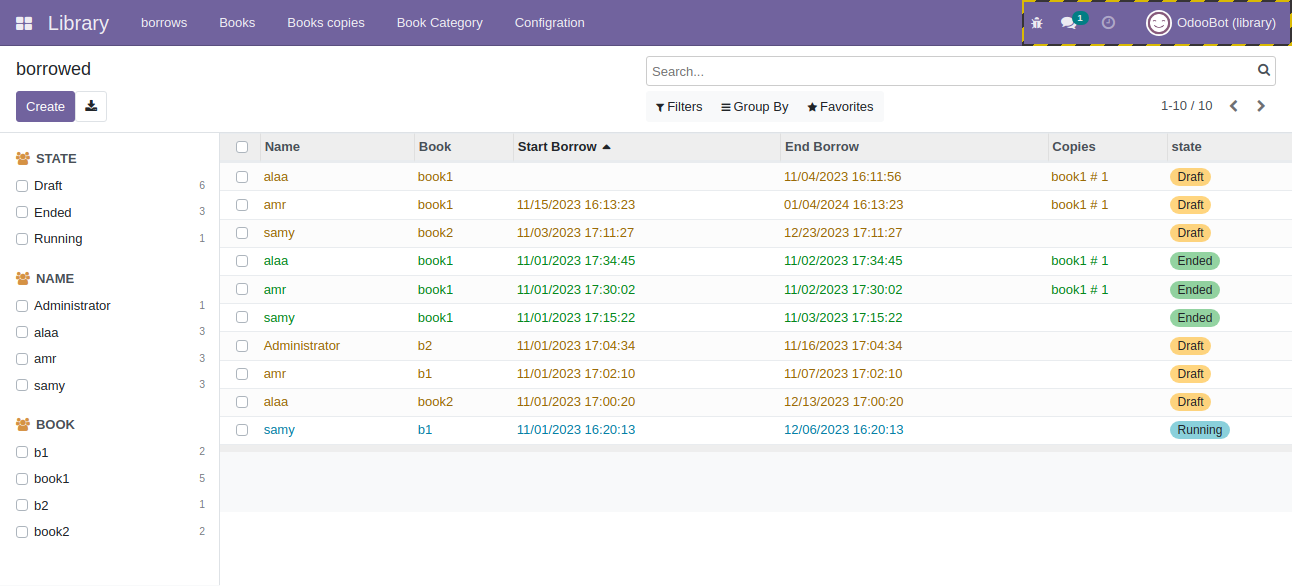 Library borrows Books Books copies Book Category Configration 1 OdooBot (library)
borrowed
Search...
Create
Filters Group By Favorites 1-10 / 10
STATE
Draft 6
Ended 3
Running 1
NAME
Administrator 1
alaa 3
amr 3
samy 3
BOOK
b1 2
book1 5
b2 1
book2 2
Name Book Start Borrow End Borrow Copies state
alaa book1 11/04/2023 16:11:56 book1 # 1 Draft
amr book1 11/15/2023 16:13:23 01/04/2024 16:13:23 book1 # 1 Draft
samy book2 11/03/2023 17:11:27 12/23/2023 17:11:27 Draft
alaa book1 11/01/2023 17:34:45 11/02/2023 17:34:45 book1 # 1 Ended
amr book1 11/01/2023 17:30:02 11/02/2023 17:30:02 book1 # 1 Ended
samy book1 11/01/2023 17:15:22 11/03/2023 17:15:22 Ended
Administrator b2 11/01/2023 17:04:34 11/16/2023 17:04:34 Draft
amr b1 11/01/2023 17:02:10 11/07/2023 17:02:10 Draft
alaa book2 11/01/2023 17:00:20 12/13/2023 17:00:20 Draft
samy b1 11/01/2023 16:20:13 12/06/2023 16:20:13 Running